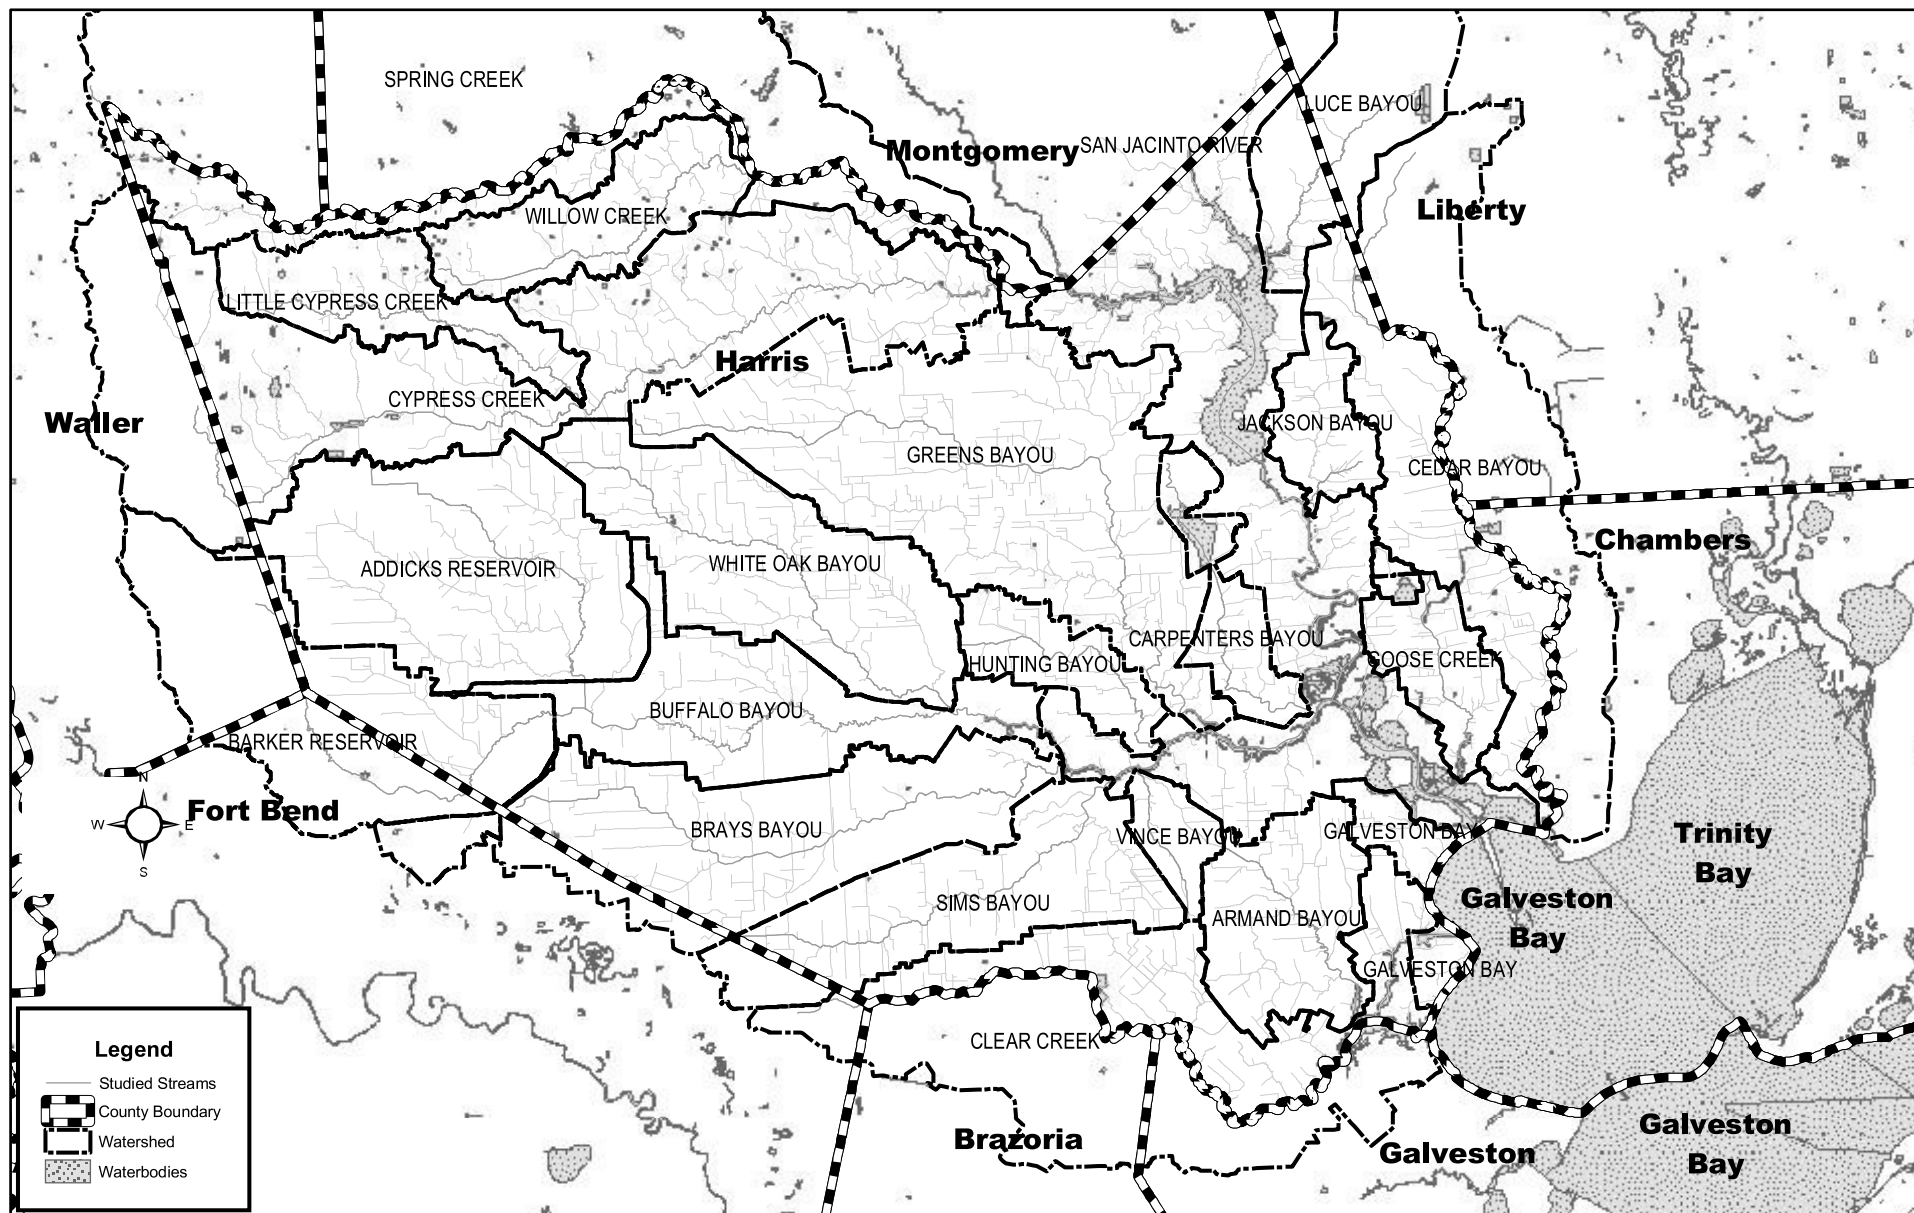 SPRING CREEK
LUCE BAYOU
Montgomery
SAN JACINTO RIVER
Liberty
WILLOW CREEK
LITTLE CYPRESS CREEK
Harris
CYPRESS CREEK
Waller
JACKSON BAYOU
GREENS BAYOU
CEDAR BAYOU
Chambers
ADDICKS RESERVOIR
WHITE OAK BAYOU
CARPENTERS BAYOU
HUNTING BAYOU
GOOSE CREEK
BUFFALO BAYOU
BARKER RESERVOIR
N
W
E
S
Fort Bend
BRAYS BAYOU
VINCE BAYOU
GALVESTON BAY
Trinity
Bay
SIMS BAYOU
ARMAND BAYOU
Galveston
Bay
GALVESTON BAY
CLEAR CREEK
Brazoria
Galveston
Galveston
Bay
Legend
Studied Streams
County Boundary
Watershed
Waterbodies